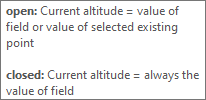 open: Current altitude = value of
field or value of selected existing
point
closed: Current altitude = always the
value of field